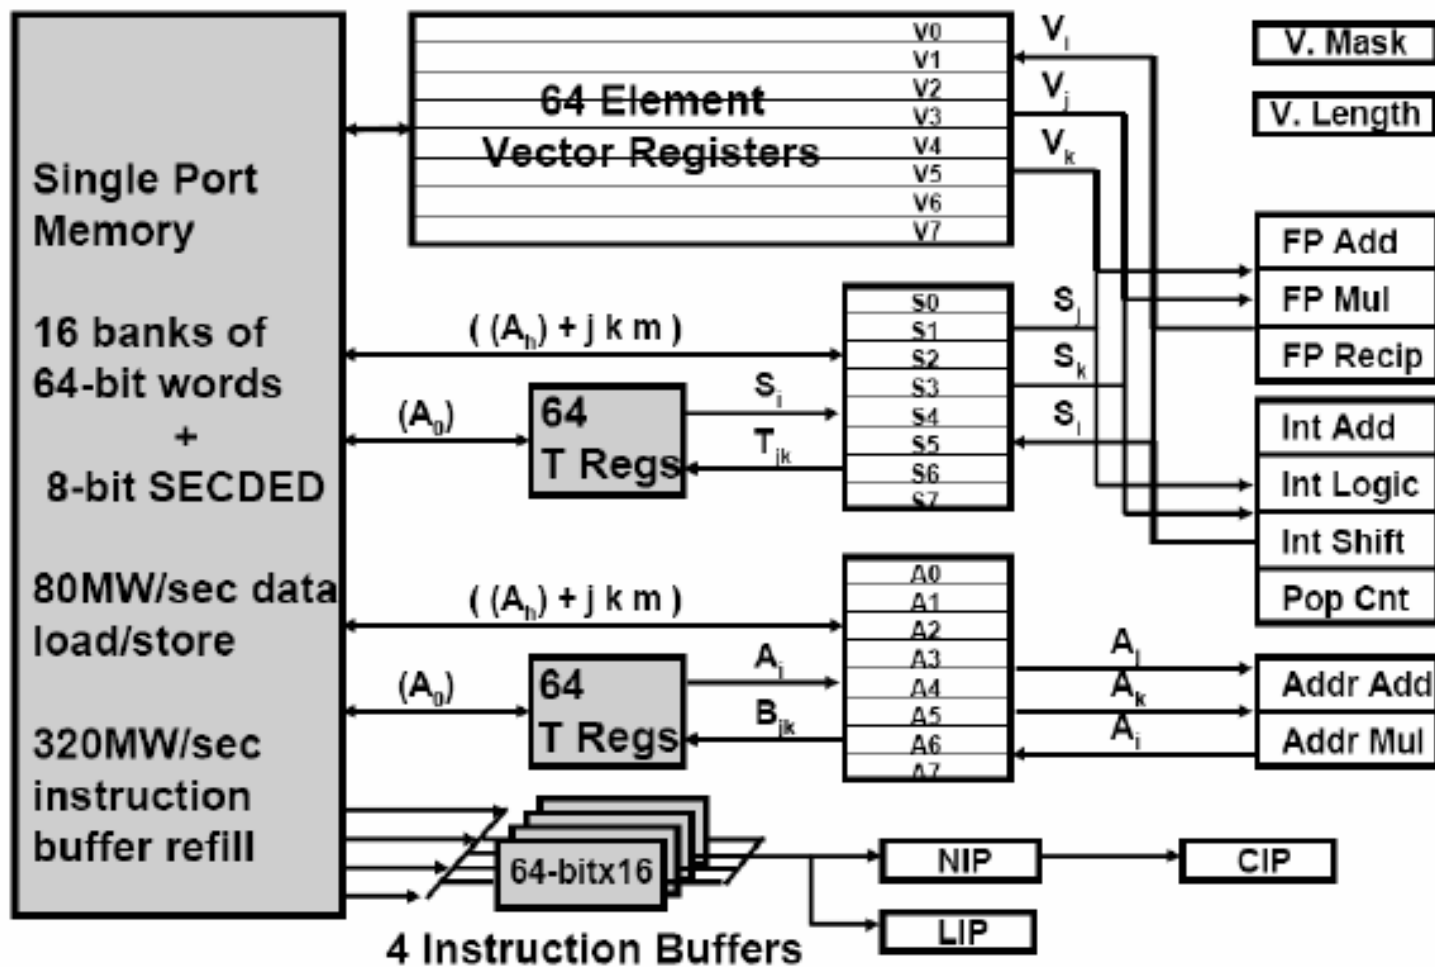 Single Port
Memory
16 banks of
64-bit words
+
8-bit SECDED
80MW/sec data
load/store
320MW/sec
instruction
buffer refill
64 Element
Vector Registers
V0
V1
V2
V3
V4
V5
V6
V7
Vi
Vj
Vk
V. Mask
V. Length
FP Add
FP Mul
FP Recip
Int Add
Int Logic
Int Shift
Pop Cnt
Addr Add
Addr Mul
( (Ah) + j k m )
(A0)
64
T Regs
Si
Tjk
S0
S1
S2
S3
S4
S5
S6
S7
Sj
Sk
Si
( (Ah) + j k m )
(A0)
64
T Regs
Ai
Bjk
A0
A1
A2
A3
A4
A5
A6
A7
Aj
Ak
Ai
64-bitx16
4 Instruction Buffers
NIP
CIP
LIP